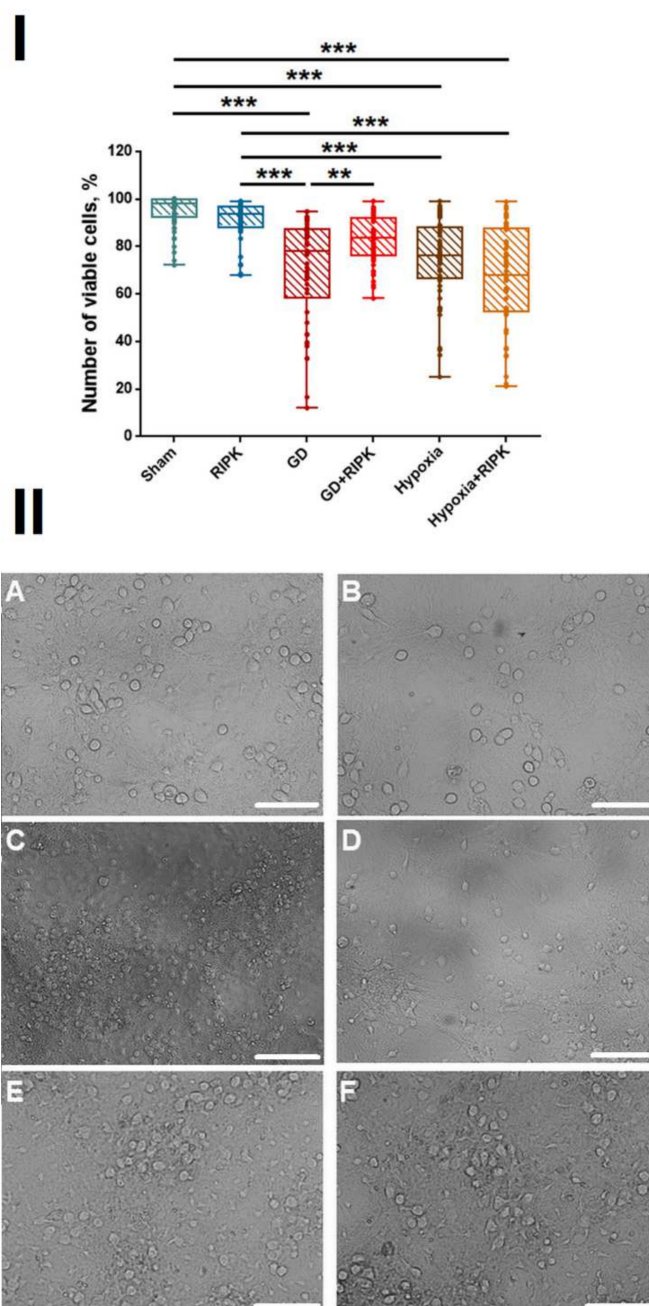 I
***
***
***
***
***
*** **
Number of viable cells, %
120
100
80
60
40
20
0
Sham
RIPK
GD
GD+RIPK
Hypoxia
Hypoxia+RIPK
II
A
B
C
D
E
F